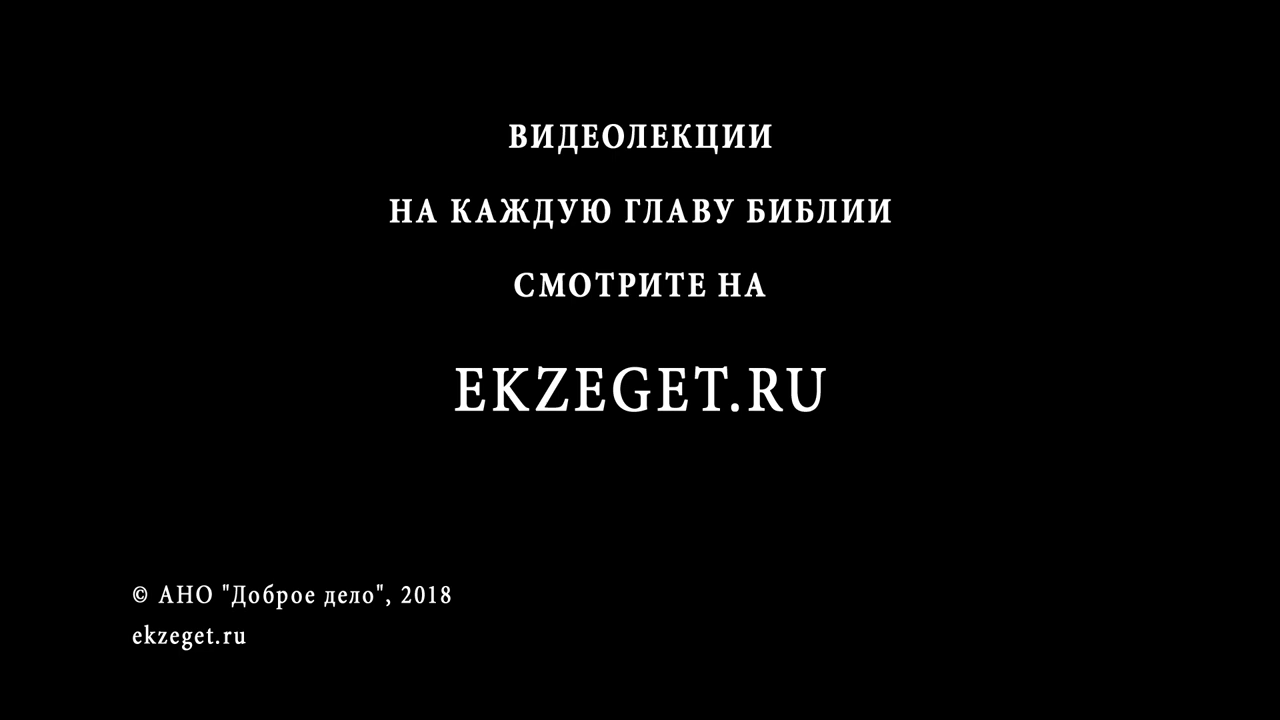 ВИДЕОЛЕКЦИИ
НА КАЖДУЮ ГЛАВУ БИБЛИИ
СМОТРИТЕ НА
EKZEGET.RU
© АНО "Доброе дело", 2018
ekzeget.ru